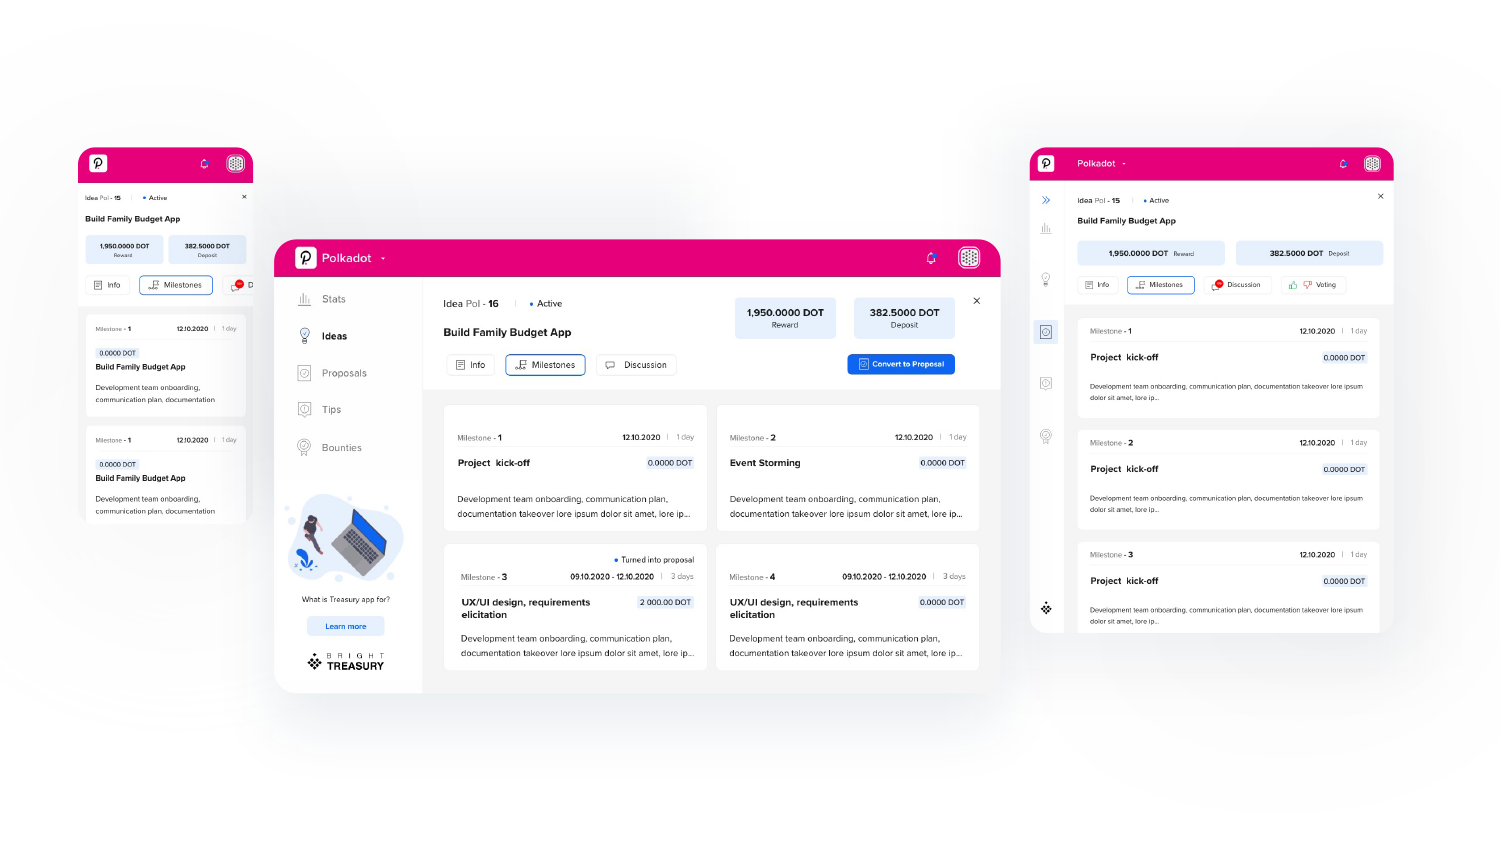 Idea Pol - 15 Active
Build Family Budget App
1,950.0000 DOT
Reward
382.5000 DOT
Deposit
Info
Milestones
D
Milestone - 1 12.10.2020 1 day
0.0000 DOT
Build Family Budget App
Development team onboarding,
communication plan, documentation
Milestone - 1 12.10.2020 1 day
0.0000 DOT
Build Family Budget App
Development team onboarding,
communication plan, documentation
Polkadot
Stats
Ideas
Proposals
Tips
Bounties
What is Treasury app for?
Learn more
BRIGHT
TREASURY
Idea Pol - 16 Active
Build Family Budget App
1,950.0000 DOT
Reward
382.5000 DOT
Deposit
Info
Milestones
Discussion
Convert to Proposal
Milestone - 1 12.10.2020 1 day
Project kick-off 0.0000 DOT
Development team onboarding, communication plan,
documentation takeover lore ipsum dolor sit amet, lore ip...
Milestone - 2 12.10.2020 1 day
Event Storming 0.0000 DOT
Development team onboarding, communication plan,
documentation takeover lore ipsum dolor sit amet, lore ip...
Turned into proposal
Milestone - 3 09.10.2020 - 12.10.2020 3 days
UX/UI design, requirements 2 000.00 DOT
elicitation
Development team onboarding, communication plan,
documentation takeover lore ipsum dolor sit amet, lore ip...
Milestone - 4 09.10.2020 - 12.10.2020 3 days
UX/UI design, requirements 0.0000 DOT
elicitation
Development team onboarding, communication plan,
documentation takeover lore ipsum dolor sit amet, lore ip...
Polkadot
Idea Pol - 15 Active
Build Family Budget App
1,950.0000 DOT Reward
382.5000 DOT Deposit
Info
Milestones
Discussion
Voting
Milestone - 1 12.10.2020 1 day
Project kick-off 0.0000 DOT
Development team onboarding, communication plan, documentation takeover lore ipsum
dolor sit amet, lore ip...
Milestone - 2 12.10.2020 1 day
Project kick-off 0.0000 DOT
Development team onboarding, communication plan, documentation takeover lore ipsum
dolor sit amet, lore ip...
Milestone - 3 12.10.2020 1 day
Project kick-off 0.0000 DOT
Development team onboarding, communication plan, documentation takeover lore ipsum
dolor sit amet, lore ip...